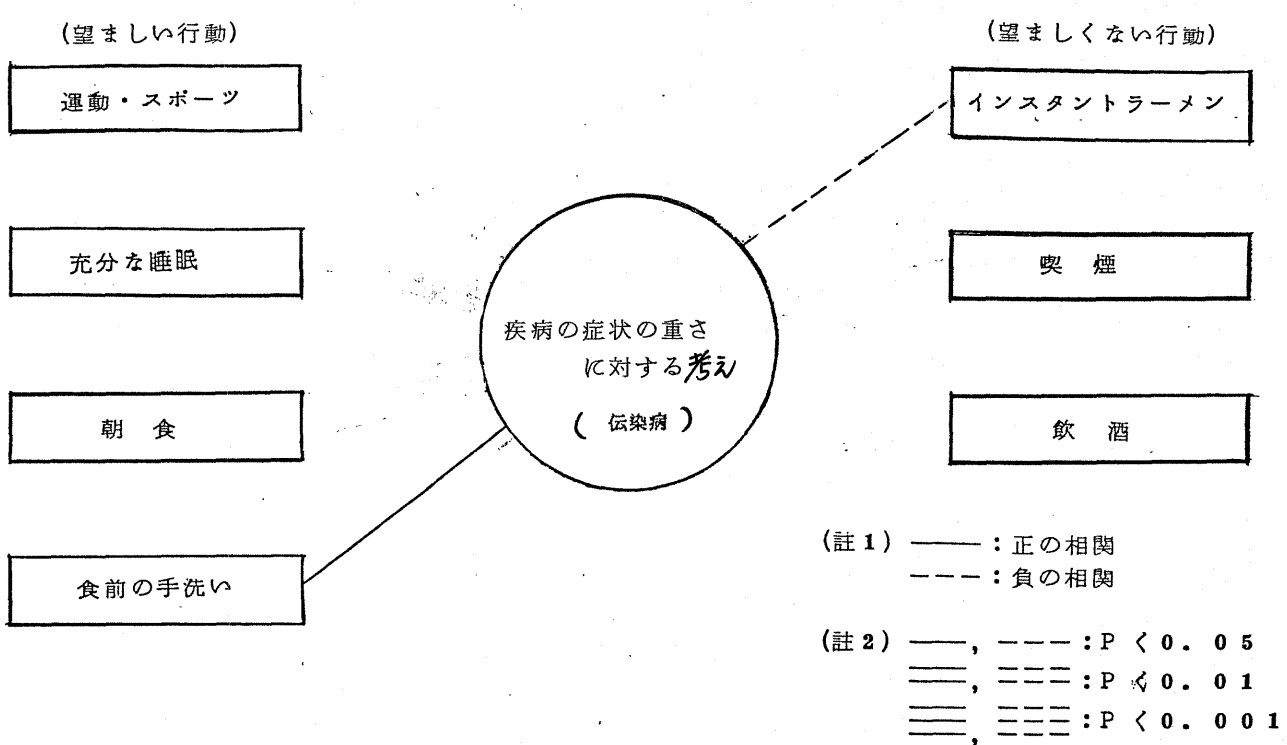 (望ましい行動)
運動・スポーツ
充分な睡眠
朝 食
食前の手洗い
疾病の症状の重さ
に対する考え
( 伝染病 )
(望ましくない行動)
インスタントラーメン
喫 煙
飲 酒
(註1) ——— : 正の相関
--- : 負の相関
(註2) ——, --- : P < 0. 05
, : P < 0. 01
, : P < 0. 001